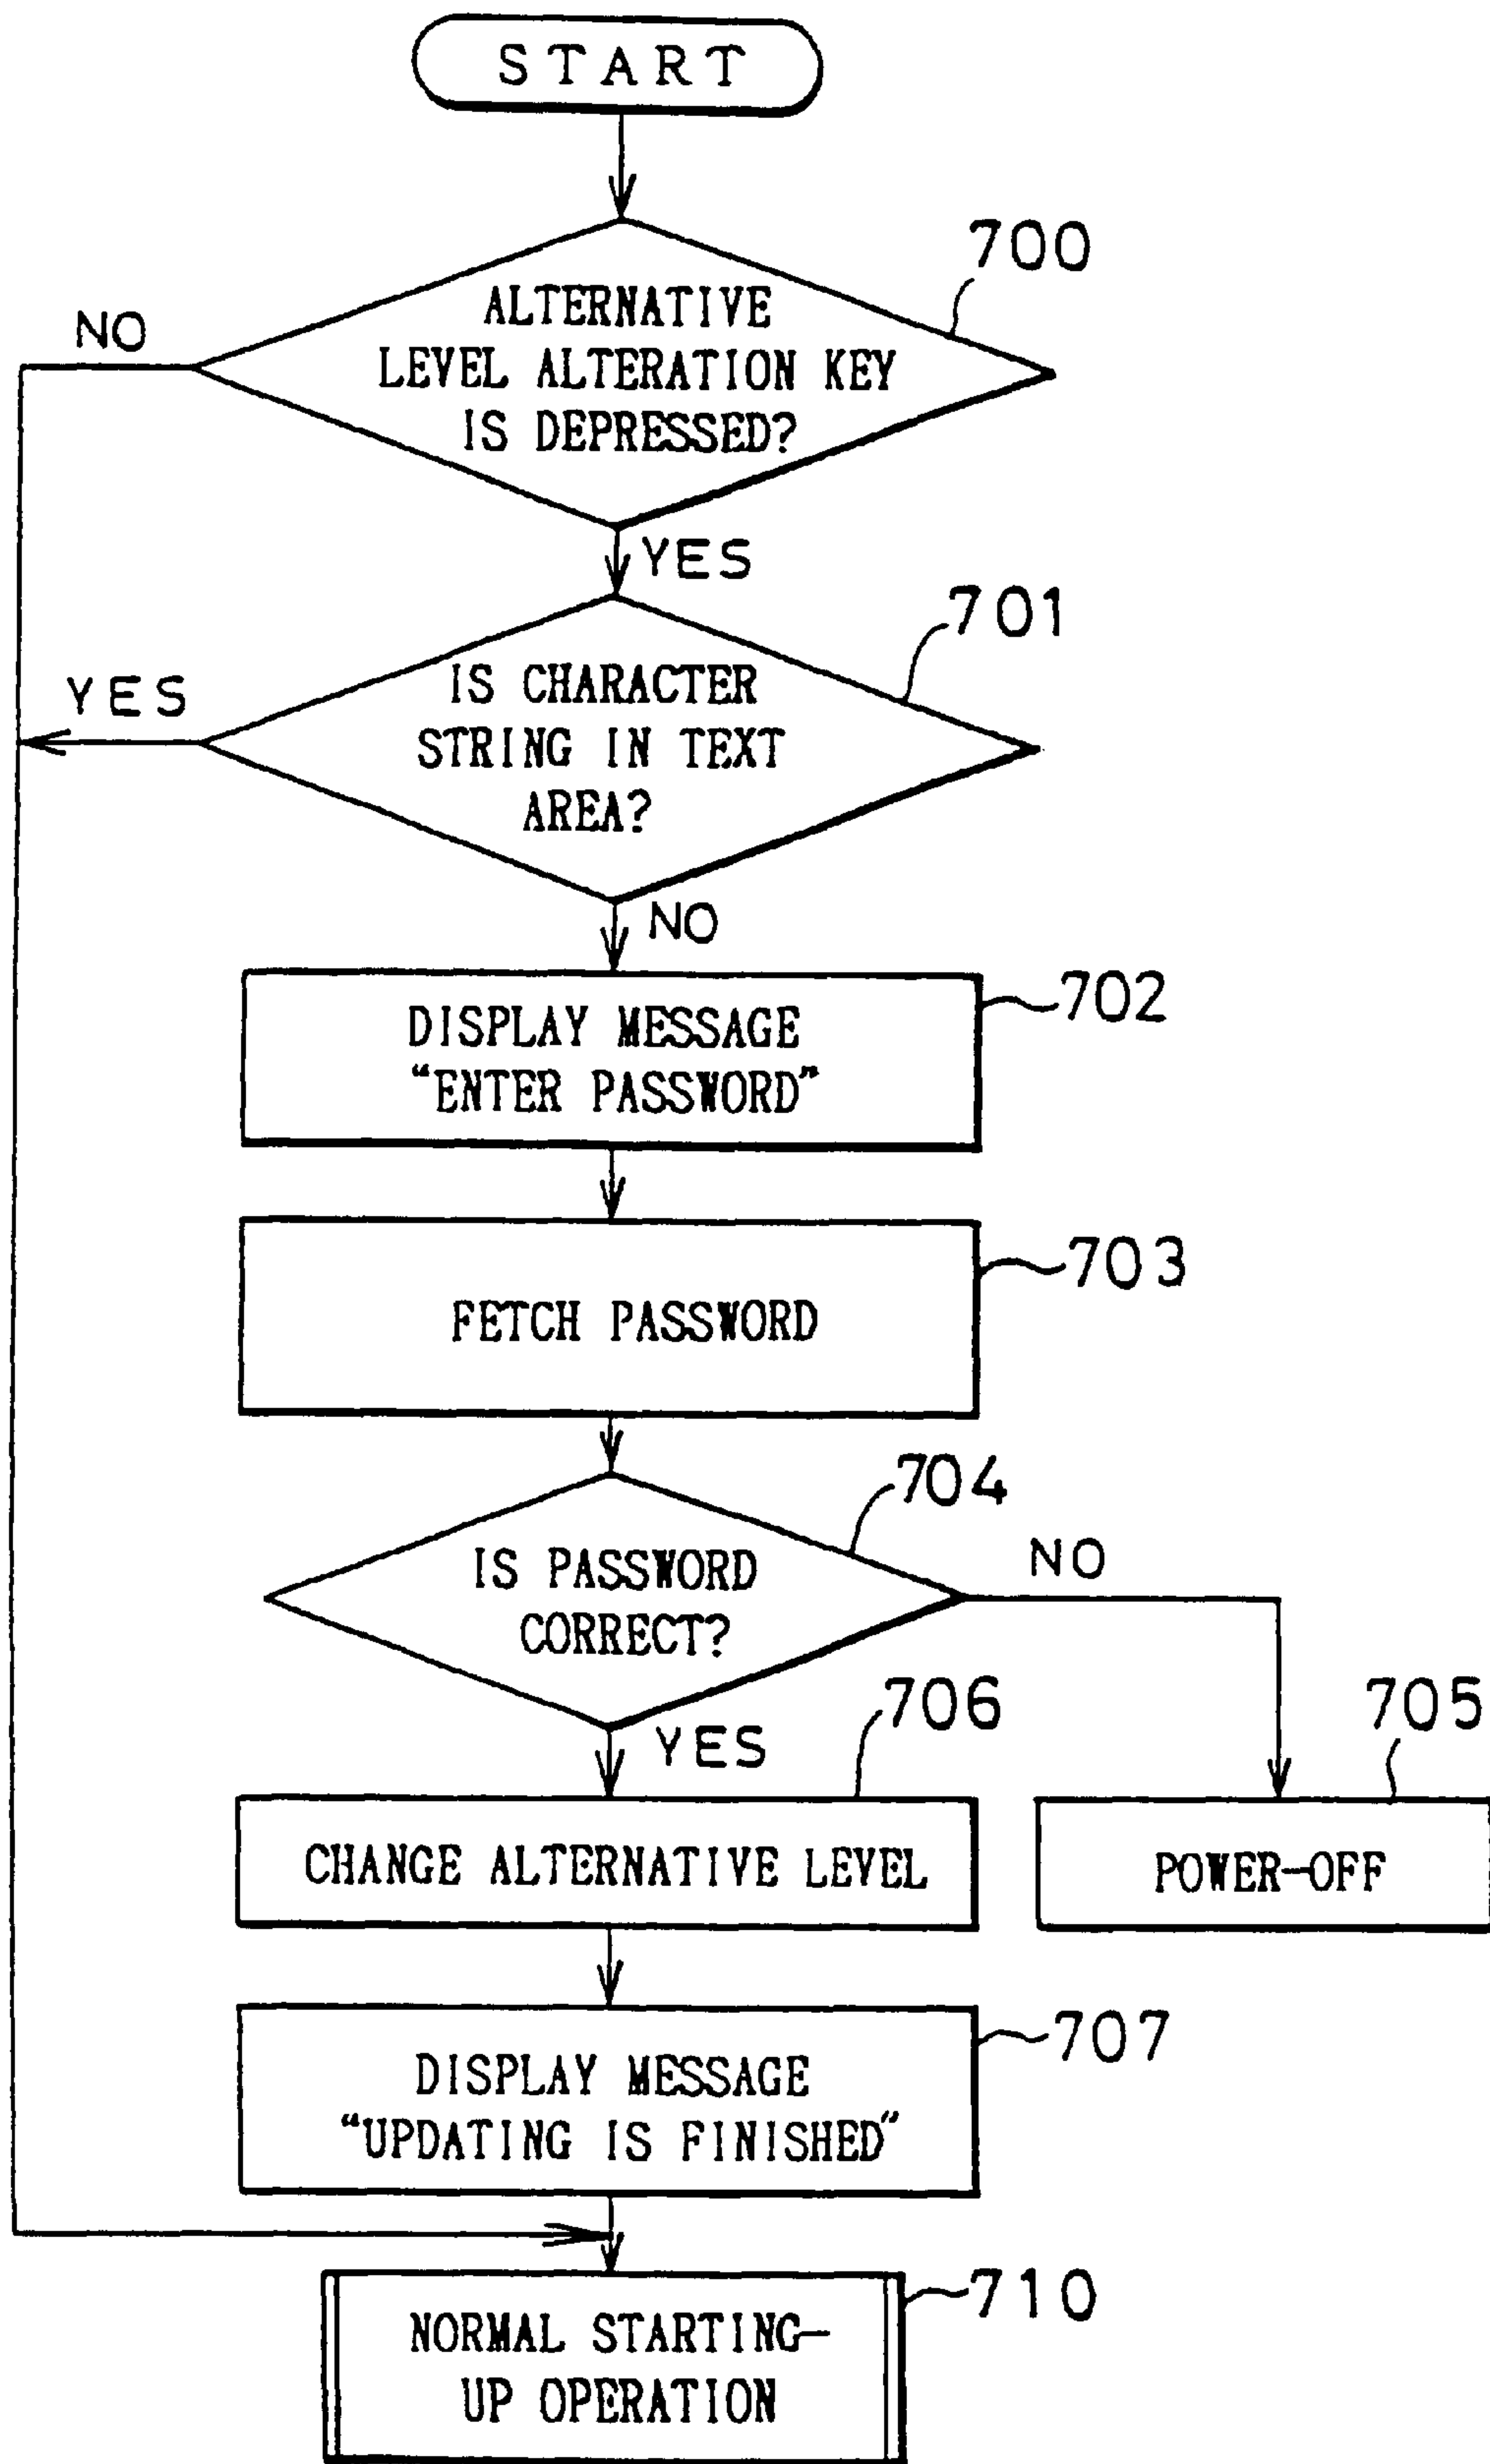 START
700
NO
ALTERNATIVE
LEVEL ALTERATION KEY
IS DEPRESSED?
YES
701
YES
IS CHARACTER
STRING IN TEXT
AREA?
NO
702
DISPLAY MESSAGE
“ENTER PASSWORD”
703
FETCH PASSWORD
704
IS PASSWORD
CORRECT?
NO
YES
706
705
CHANGE ALTERNATIVE LEVEL
POWER-OFF
707
DISPLAY MESSAGE
“UPDATING IS FINISHED”
710
NORMAL STARTING-
UP OPERATION